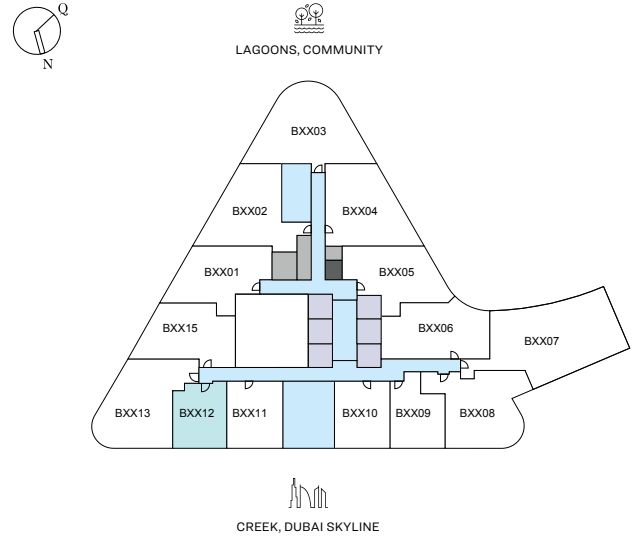 Q
N
LAGOONS, COMMUNITY
BXX03
BXX02
BXX04
BXX01
BXX05
BXX15
BXX06
BXX07
BXX13
BXX12
BXX11
BXX10
BXX09
BXX08
CREEK, DUBAI SKYLINE